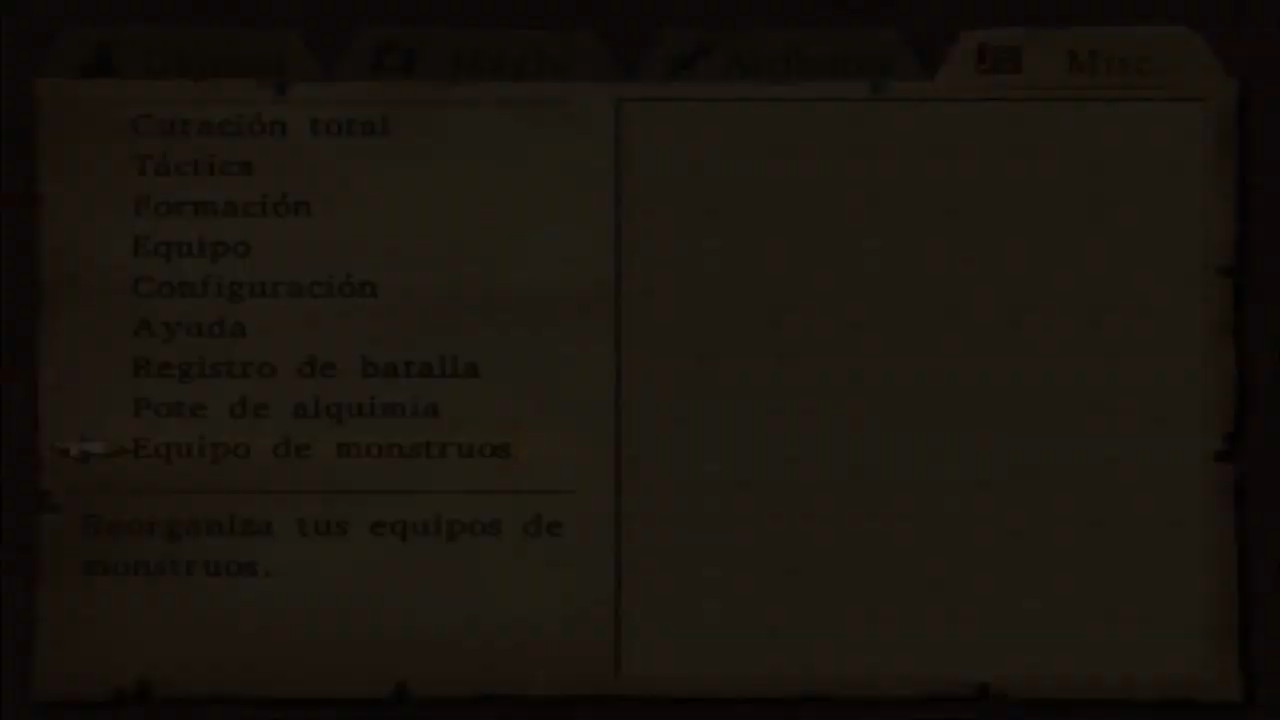 Misc.
Curación total
Táctica
Formación
Equipo
Configuración
Ayuda
Registro de batalla
Pote de alquimia
Equipo de monstruos
Reorganiza tus equipos de
monstruos.